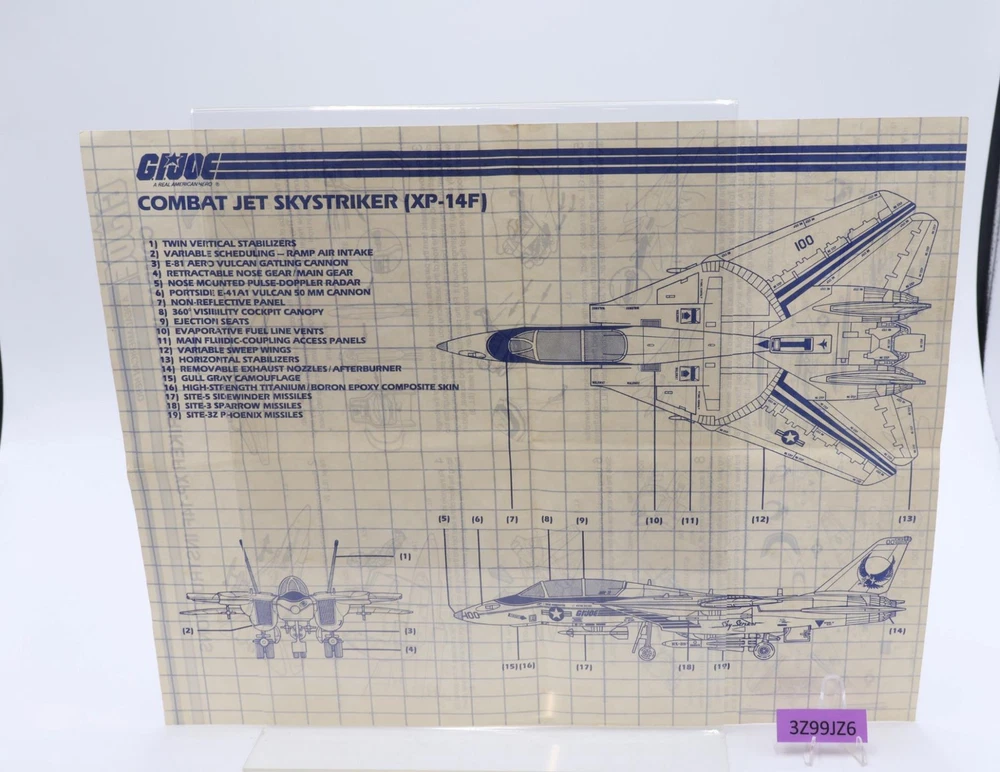 G.I.JOE
A REAL AMERICAN HERO ®
COMBAT JET SKYSTRIKER (XP-14F)
1) TWIN VERTICAL STABILIZERS
2) VARIABLE SCHEDULING — RAMP AIR INTAKE
3) E-81 AERO VULCAN GATLING CANNON
4) RETRACTABLE NOSE GEAR/MAIN GEAR
5) NOSE MOUNTED PULSE-DOPPLER RADAR
6) PORTSIDE E-41A1 VULCAN 50 MM CANNON
7) NON-REFLECTIVE PANEL
8) 360° VISIBILITY COCKPIT CANOPY
9) EJECTION SEATS
10) EVAPORATIVE FUEL LINE VENTS
11) MAIN FLUIDIC-COUPLING ACCESS PANELS
12) VARIABLE SWEEP WINGS
13) HORIZONTAL STABILIZERS
14) REMOVABLE EXHAUST NOZZLES/AFTERBURNER
15) GULL GRAY CAMOUFLAGE
16) HIGH-STRENGTH TITANIUM/BORON EPOXY COMPOSITE SKIN
17) SITE-5 SIDEWINDER MISSILES
18) SITE-3 SPARROW MISSILES
19) SITE-3Z PHOENIX MISSILES
100
(5) (6) (7) (8) (9) (10) (11) (12) (13)
(1)
(2)
(3)
(4)
100
G.I.JOE
(14)
(15) (16) (17) (18) (19)
3Z99JZ6